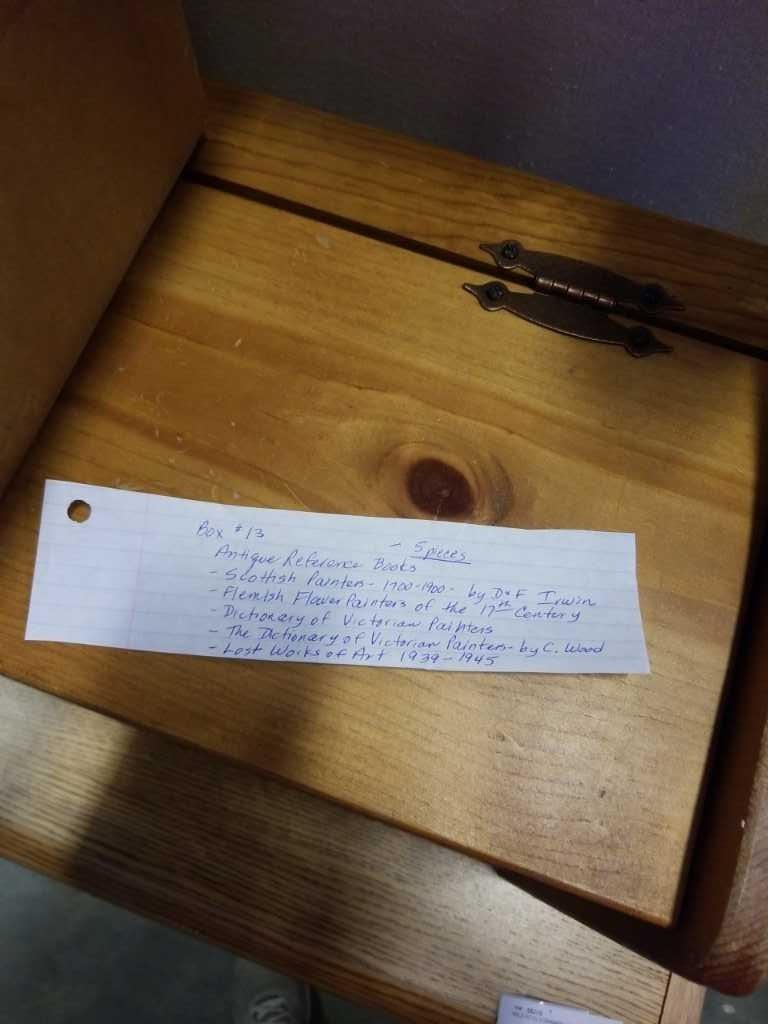 Box #13
- 5 pieces
Antique Reference Books
- Scottish Painters - 1700-1900 - by D & F Irwin
- Flemish Flower Painters of the 17th Century
- Dictionary of Victorian Painters
- The Dictionary of Victorian Painters - by C. Wood
- Lost Works of Art 1939-1945